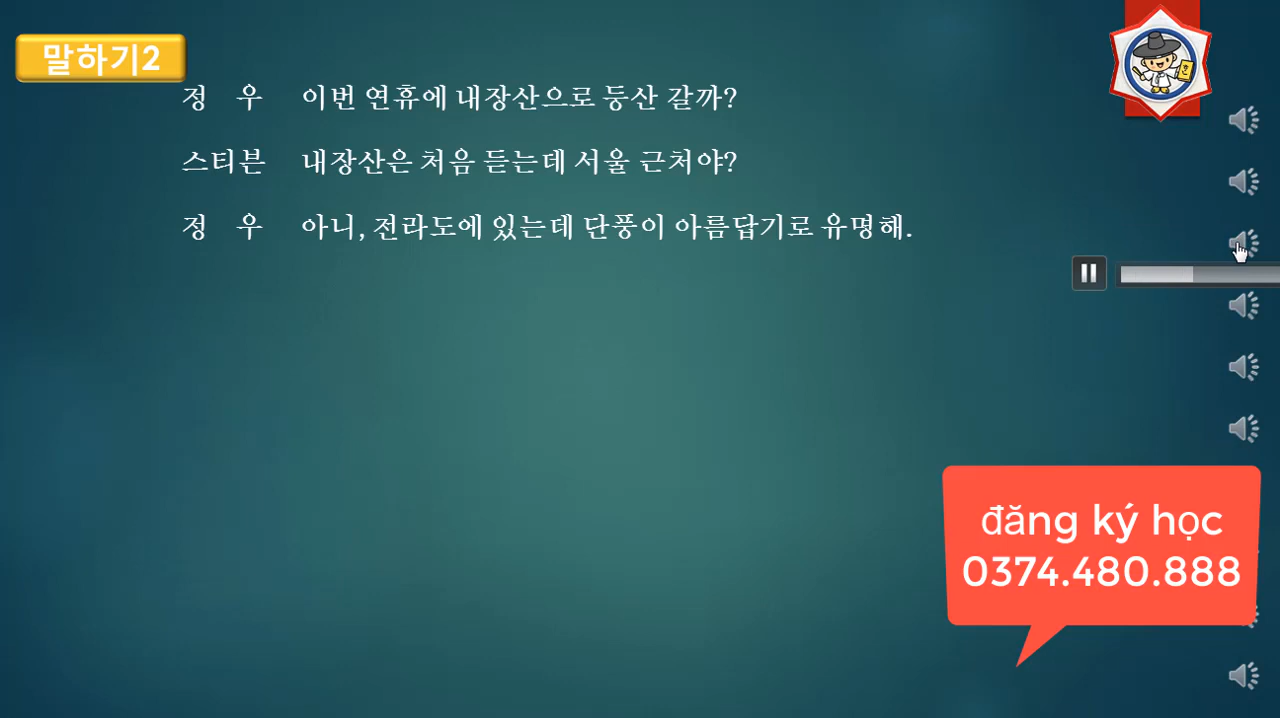 말하기2
정 우 이번 연휴에 내장산으로 등산 갈까?
스티븐 내장산은 처음 듣는데 서울 근처야?
정 우 아니, 전라도에 있는데 단풍이 아름답기로 유명해.
đăng ký học
0374.480.888